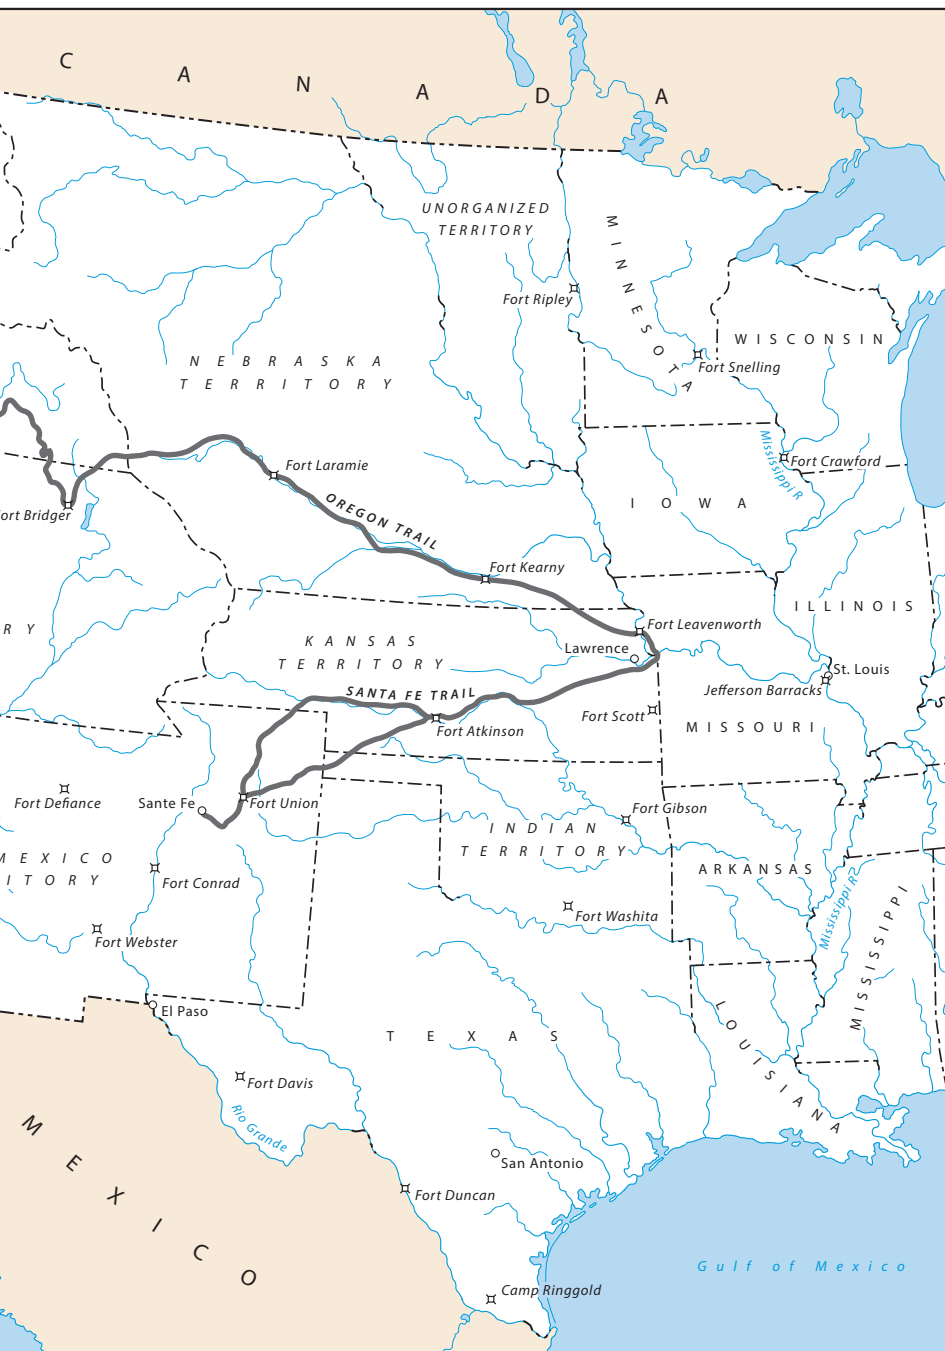 C A N A D A
UNORGANIZED
TERRITORY
MINNESOTA
Fort Ripley
WISCONSIN
NEBRASKA
TERRITORY
Fort Snelling
Mississippi R
Fort Crawford
Fort Laramie
OREGON TRAIL
IOWA
ort Bridger
Fort Kearny
ILLINOIS
RY
KANSAS
TERRITORY
Fort Leavenworth
Lawrence
St. Louis
Jefferson Barracks
SANTA FE TRAIL
Fort Scott
MISSOURI
Fort Atkinson
Fort Defiance
Sante Fe
Fort Union
Fort Gibson
INDIAN
TERRITORY
MEXICO
ITORY
ARKANSAS
Fort Conrad
Mississippi R
MISSISSIPPI
Fort Washita
Fort Webster
El Paso
TEXAS
LOUISIANA
Fort Davis
Rio Grande
MEXICO
San Antonio
Fort Duncan
Gulf of Mexico
Camp Ringgold